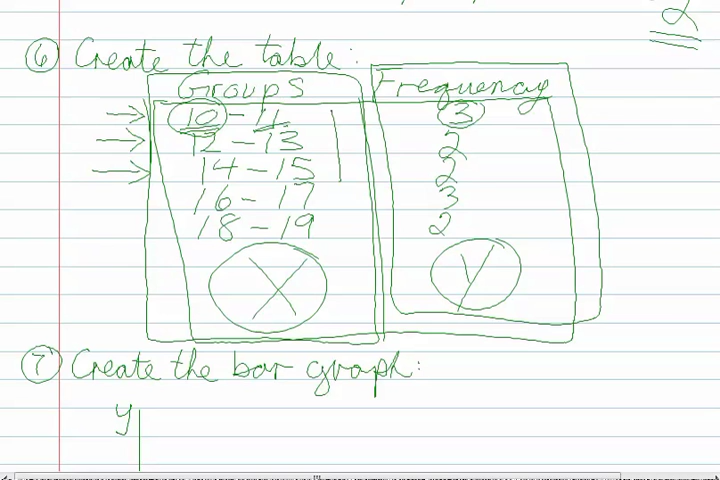 2
6 Create the table:
Groups Frequency
10-11 3
12-13 2
14-15 2
16-17 3
18-19 2
X Y
7 Create the bar graph:
y